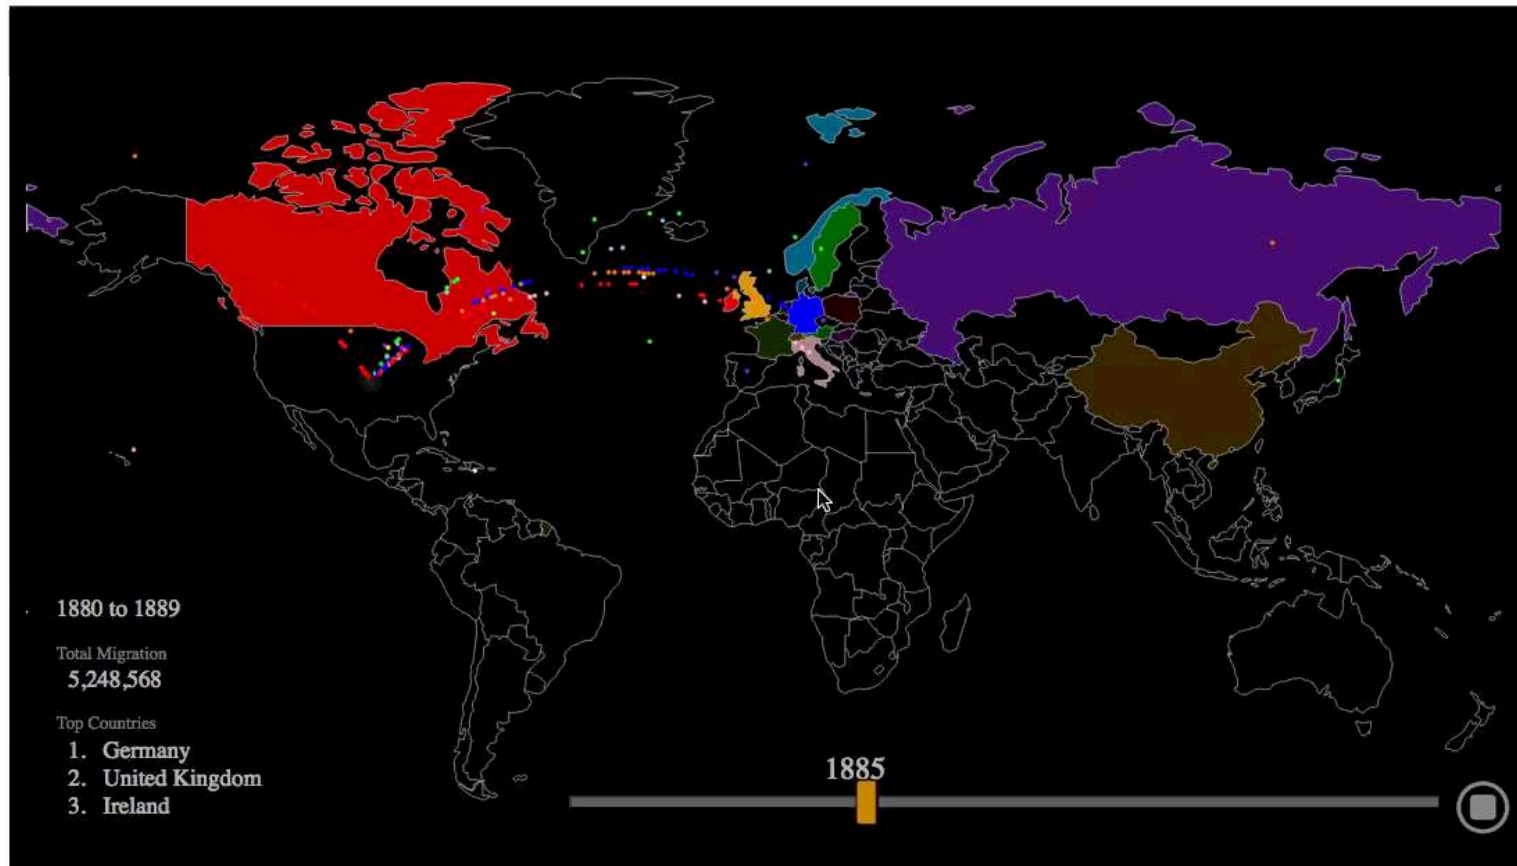 1880 to 1889
Total Migration
5,248,568
Top Countries
1. Germany
2. United Kingdom
3. Ireland
1885